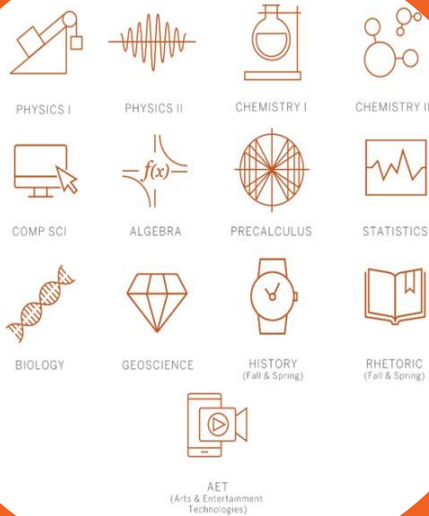 PHYSICS I
PHYSICS II
CHEMISTRY I
CHEMISTRY II
COMP SCI
f(x)
ALGEBRA
PRECALCULUS
STATISTICS
BIOLOGY
GEOSCIENCE
HISTORY
(Fall & Spring)
RHETORIC
(Fall & Spring)
AET
(Arts & Entertainment
Technologies)